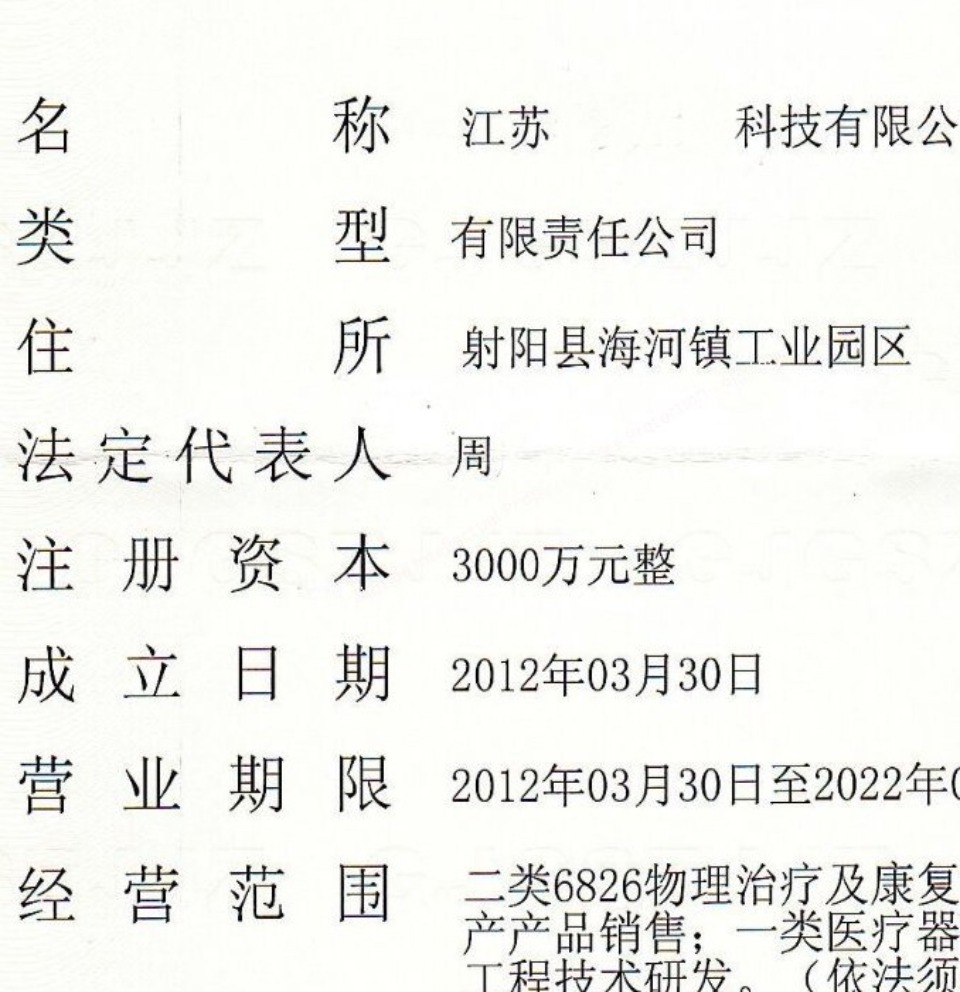 名称 江苏 科技有限公
类型 有限责任公司
住所 射阳县海河镇工业园区
法定代表人 周
注册资本 3000万元整
成立日期 2012年03月30日
营业期限 2012年03月30日至2022年0
经营范围 二类6826物理治疗及康复
产产品销售；一类医疗器
工程技术研发。（依法须